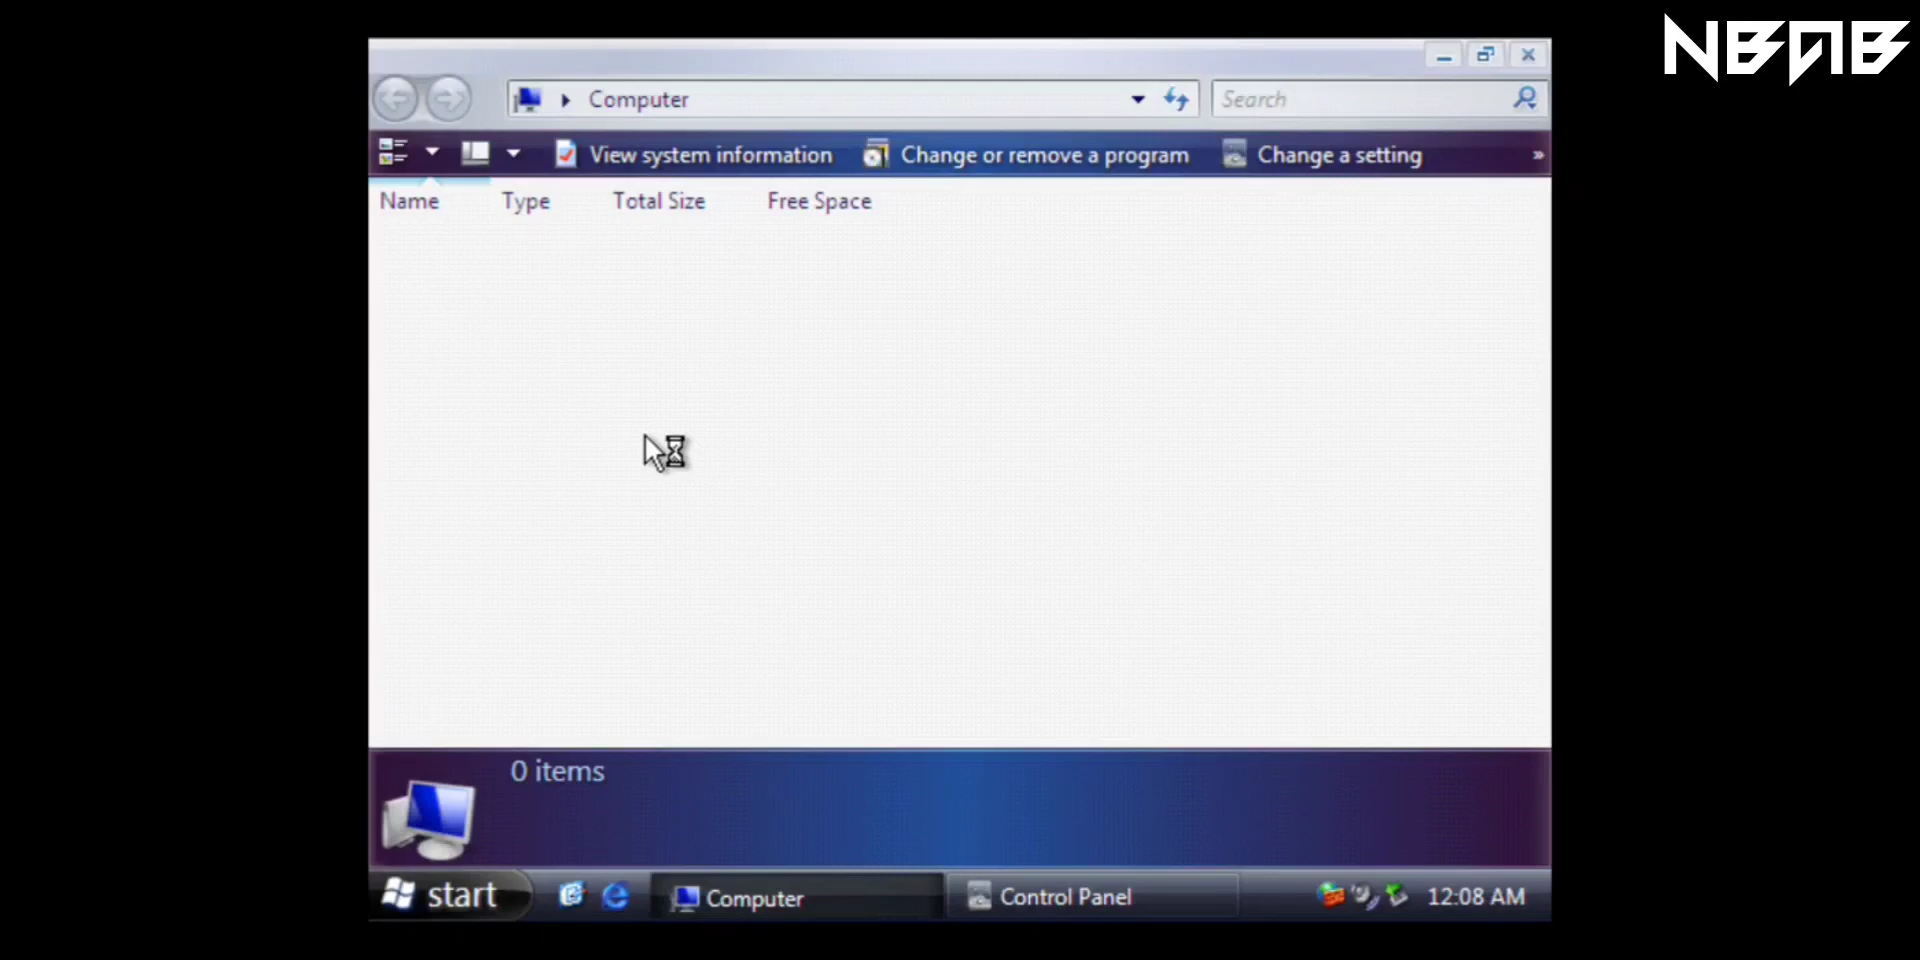 NBAB
Computer
Search
View system information
Change or remove a program
Change a setting
»
Name
Type
Total Size
Free Space
0 items
start
Computer
Control Panel
12:08 AM